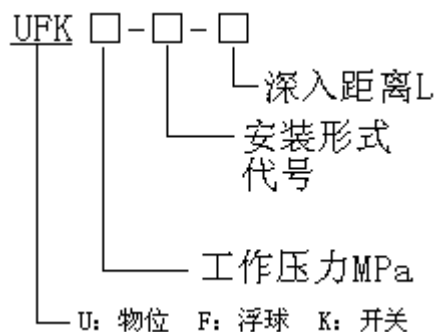 UFK □-□-□
深入距离L
安装形式
代号
工作压力MPa
U: 物位 F: 浮球 K: 开关